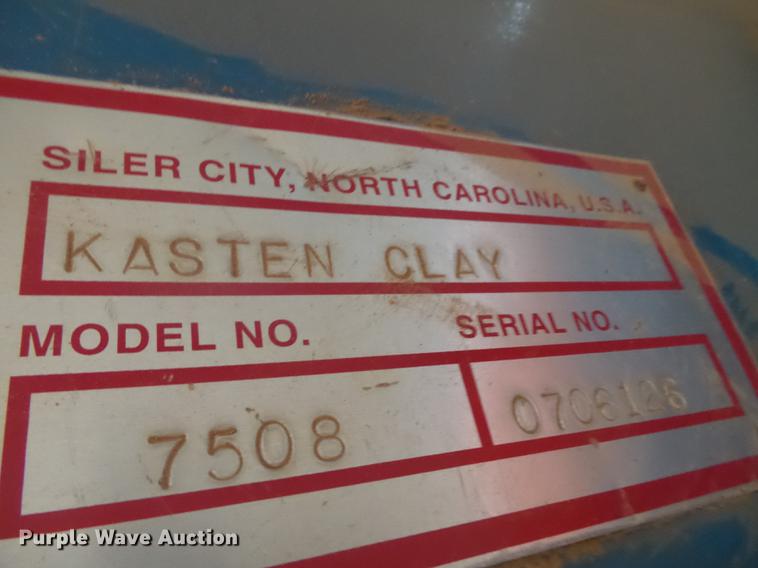 SILER CITY, NORTH CAROLINA, U.S.A.
KASTEN CLAY
MODEL NO. SERIAL NO.
7508 0706126
Purple Wave Auction